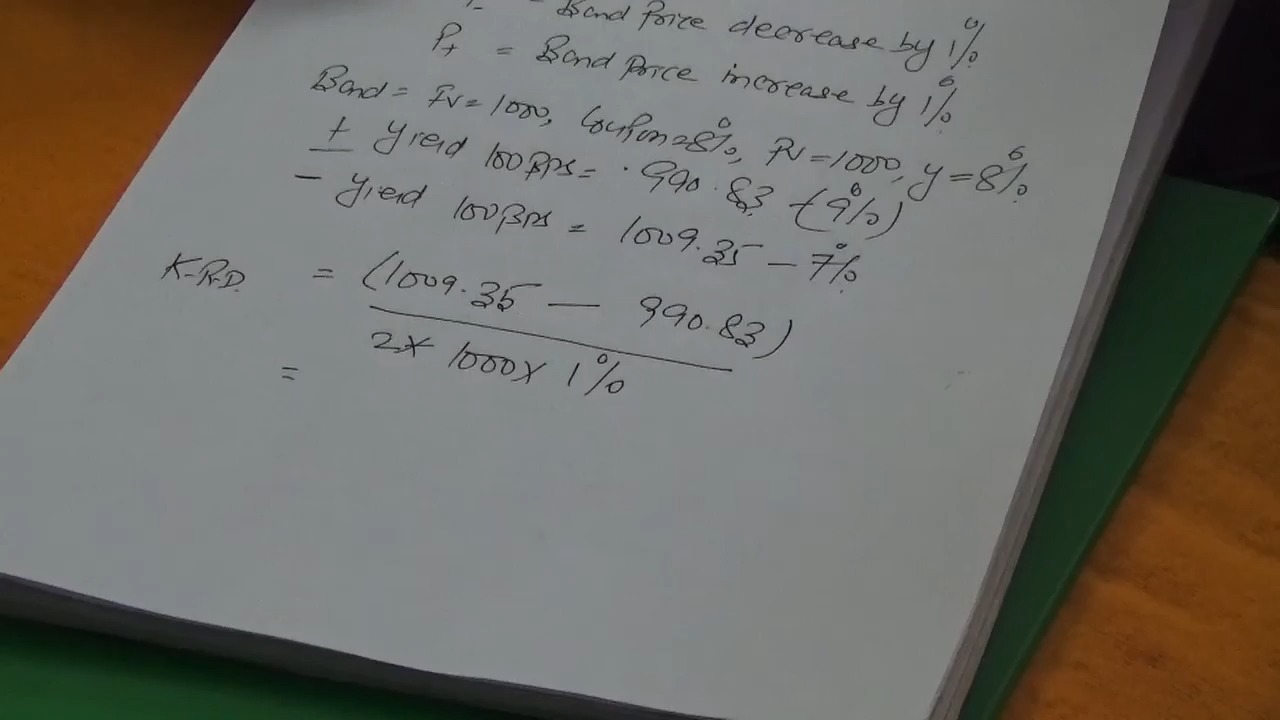 - Bond Price decrease by 1%
P+ = Bond Price increase by 1%
Bond = Fv = 1000, Coupon = 8%, Pv = 1000, y = 8%
+ yield 100 Bps = 990.83 - (9%)
- yield 100 Bps = 1009.35 - 7%
K-R-D. = (1009.35 - 990.83)
2 x 1000 x 1%
=